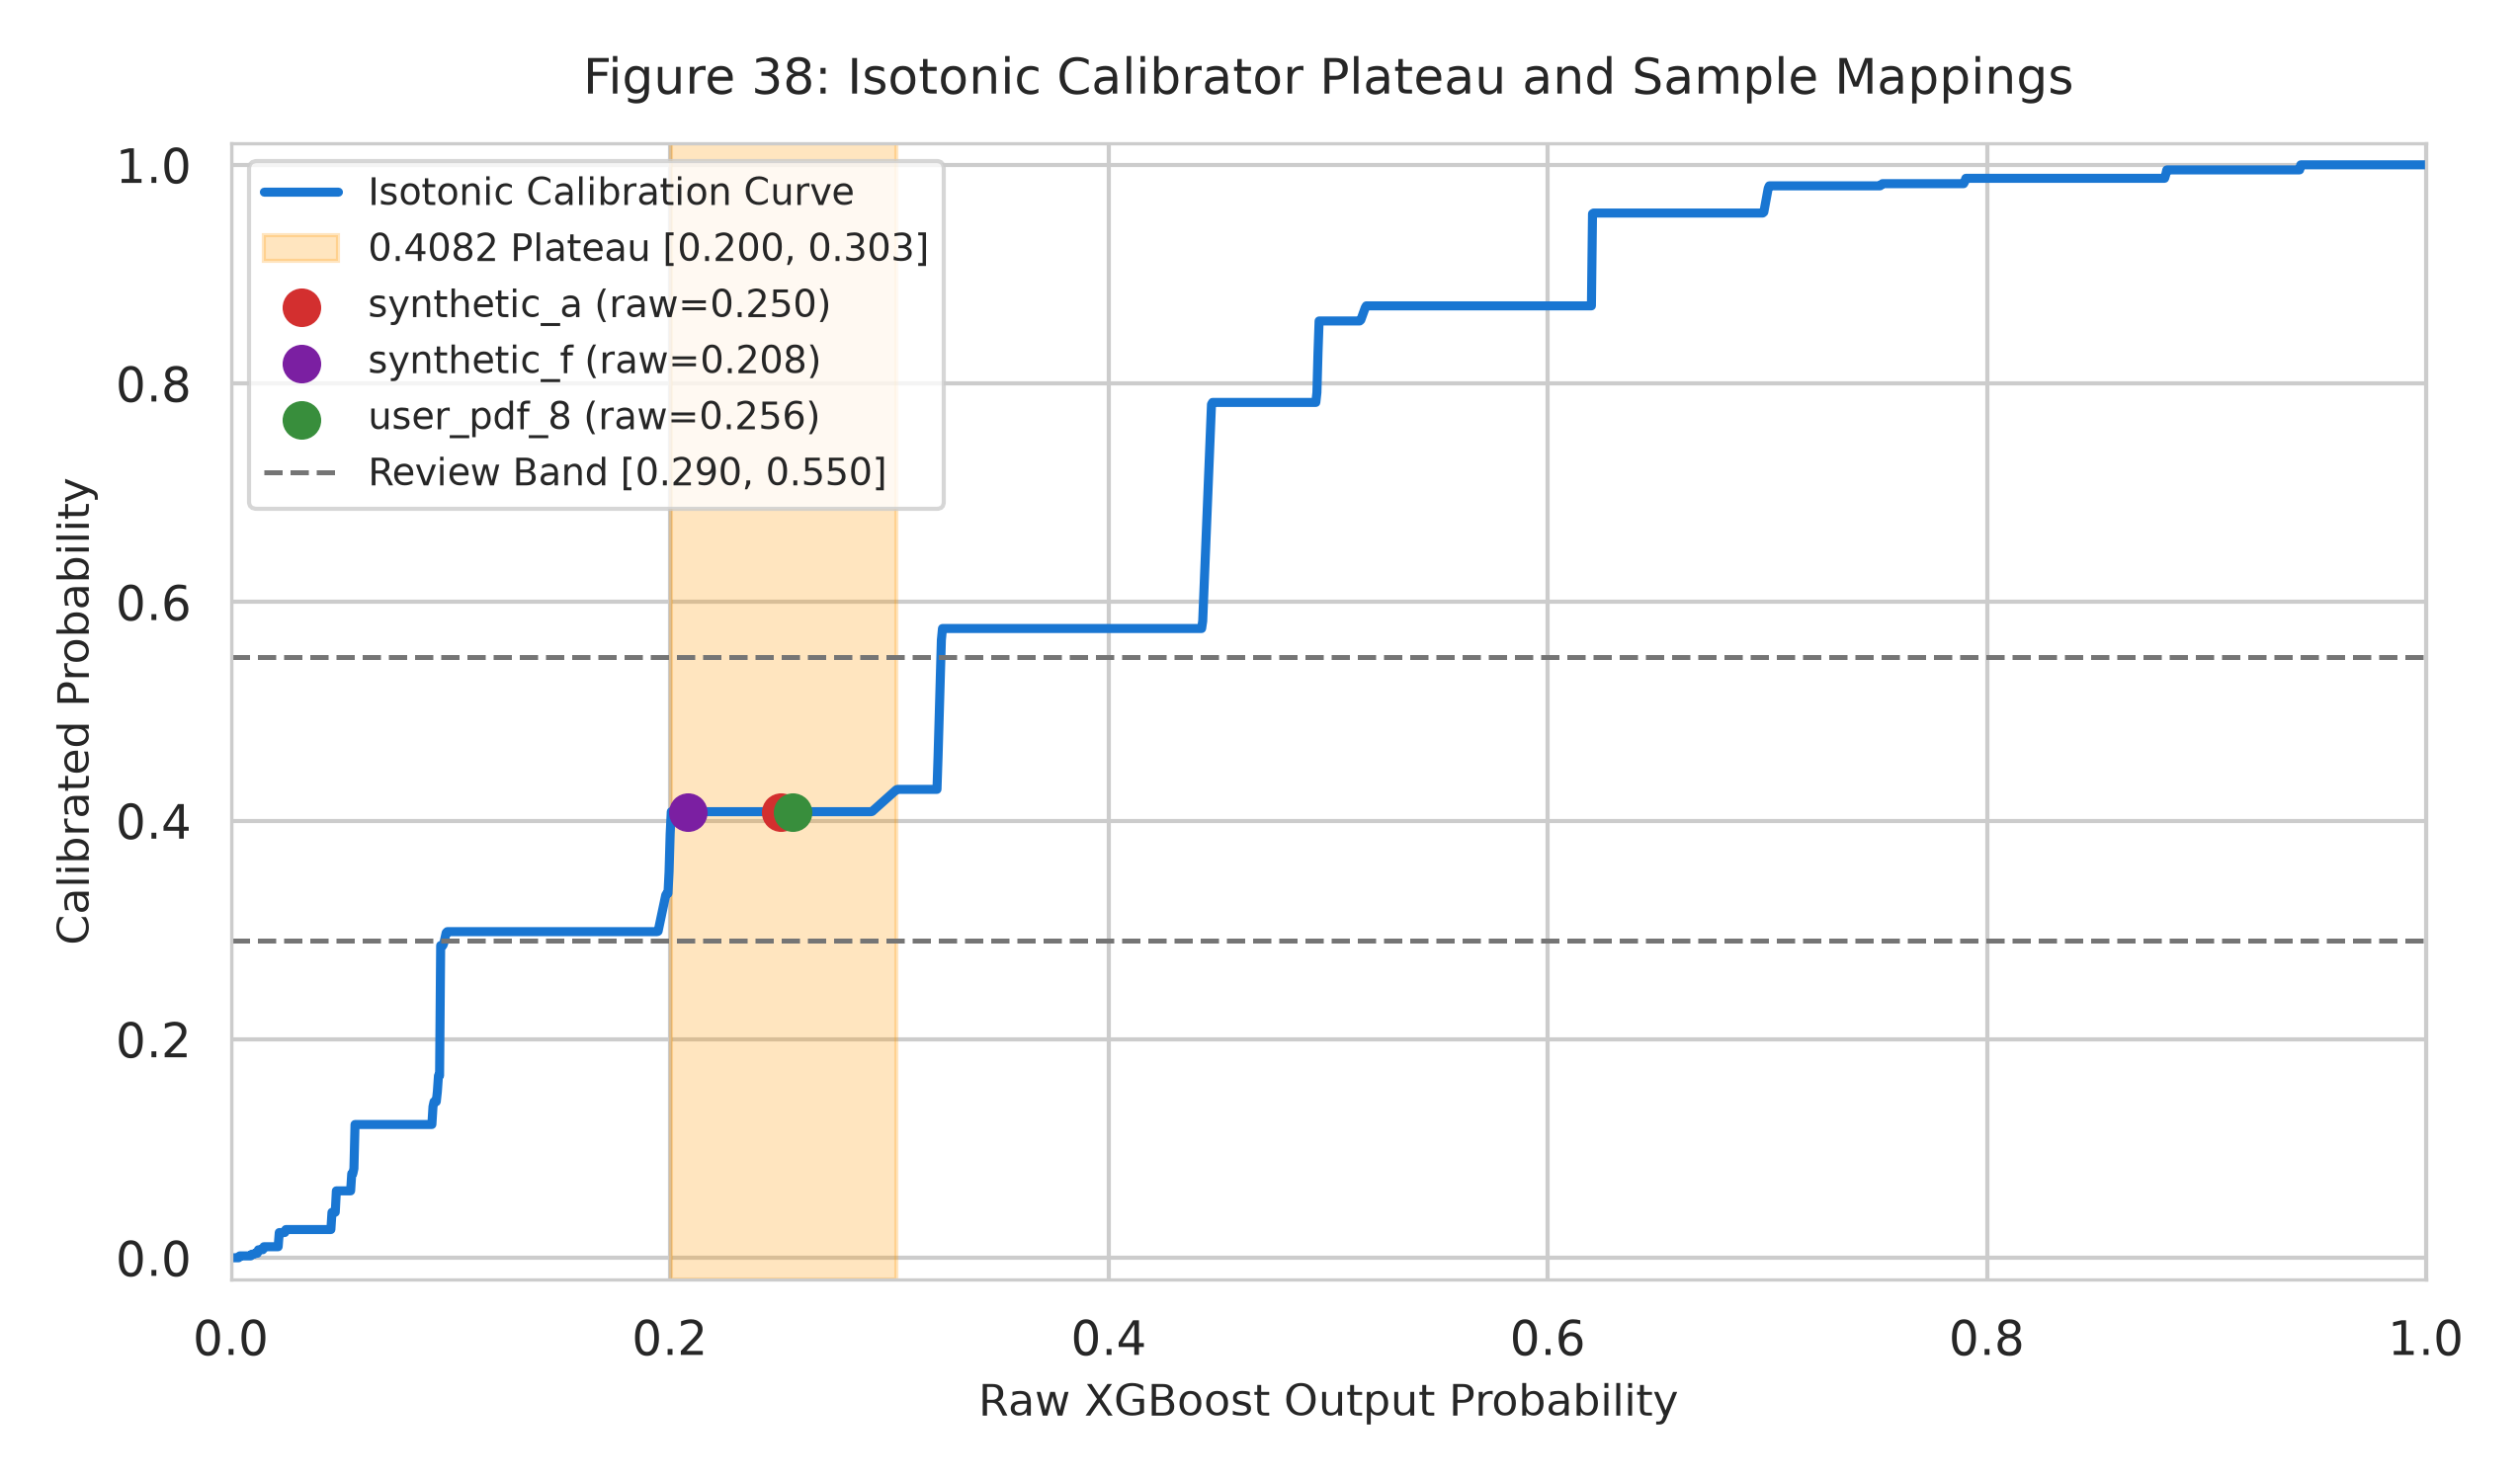 Figure 38: Isotonic Calibrator Plateau and Sample Mappings
1.0
0.8
0.6
0.4
0.2
0.0
Calibrated Probability
Isotonic Calibration Curve
0.4082 Plateau [0.200, 0.303]
synthetic_a (raw=0.250)
synthetic_f (raw=0.208)
user_pdf_8 (raw=0.256)
Review Band [0.290, 0.550]
0.0 0.2 0.4 0.6 0.8 1.0
Raw XGBoost Output Probability